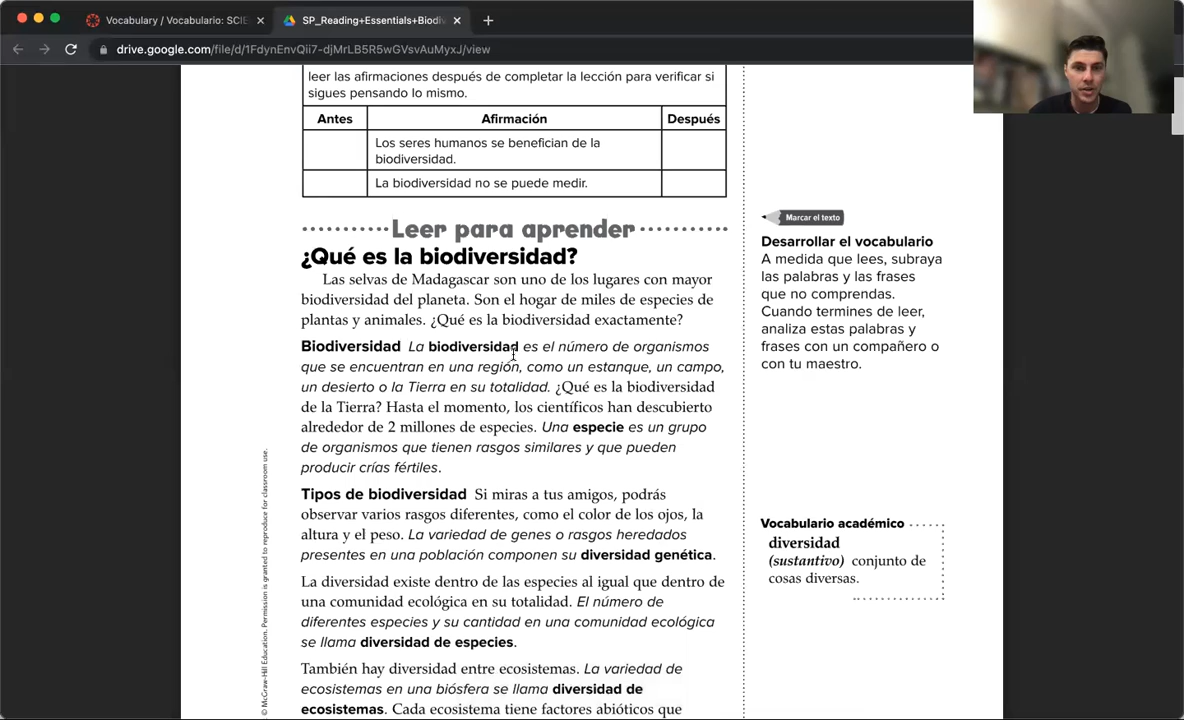 Vocabulary / Vocabulario: SCIE
SP_Reading+Essentials+Biodiv
drive.google.com/file/d/1FdynEnvQii7-djMrLB5R5wGVsvAuMyxJ/view
leer las afirmaciones después de completar la lección para verificar si
sigues pensando lo mismo.
Antes Afirmación Después
Los seres humanos se benefician de la
biodiversidad.
La biodiversidad no se puede medir.
Leer para aprender
¿Qué es la biodiversidad?
Las selvas de Madagascar son uno de los lugares con mayor
biodiversidad del planeta. Son el hogar de miles de especies de
plantas y animales. ¿Qué es la biodiversidad exactamente?
Biodiversidad La biodiversidad es el número de organismos
que se encuentran en una región, como un estanque, un campo,
un desierto o la Tierra en su totalidad. ¿Qué es la biodiversidad
de la Tierra? Hasta el momento, los científicos han descubierto
alrededor de 2 millones de especies. Una especie es un grupo
de organismos que tienen rasgos similares y que pueden
producir crías fértiles.
Tipos de biodiversidad Si miras a tus amigos, podrás
observar varios rasgos diferentes, como el color de los ojos, la
altura y el peso. La variedad de genes o rasgos heredados
presentes en una población componen su diversidad genética.
La diversidad existe dentro de las especies al igual que dentro de
una comunidad ecológica en su totalidad. El número de
diferentes especies y su cantidad en una comunidad ecológica
se llama diversidad de especies.
También hay diversidad entre ecosistemas. La variedad de
ecosistemas en una biósfera se llama diversidad de
ecosistemas. Cada ecosistema tiene factores abióticos que
Marcar el texto
Desarrollar el vocabulario
A medida que lees, subraya
las palabras y las frases
que no comprendas.
Cuando termines de leer,
analiza estas palabras y
frases con un compañero o
con tu maestro.
Vocabulario académico
diversidad
(sustantivo) conjunto de
cosas diversas.
© McGraw-Hill Education. Permission is granted to reproduce for classroom use.